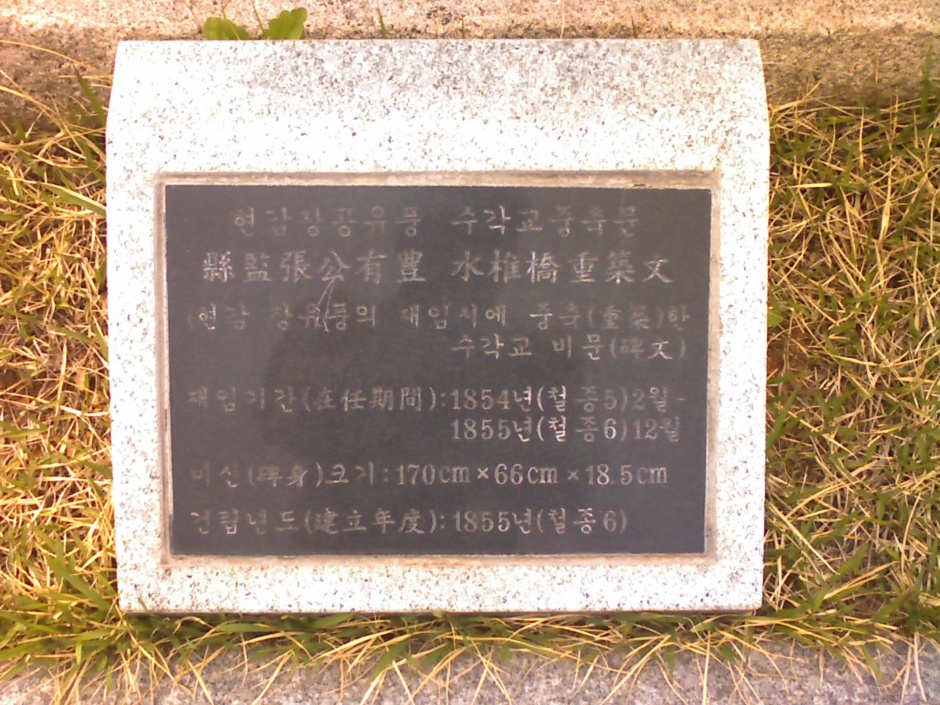 현감장공유풍 수각교중축문
縣監張公有豊 水榷橋重築文
(현감 장유풍의 재임시에 중축(重築)한
수각교 비문(碑文)
재임기간(在任期間):1854년(철종5)2월~
1855년(철종6)12월
비신(碑身)크기:170cm×66cm×18.5cm
건립년도(建立年度):1855년(철종6)